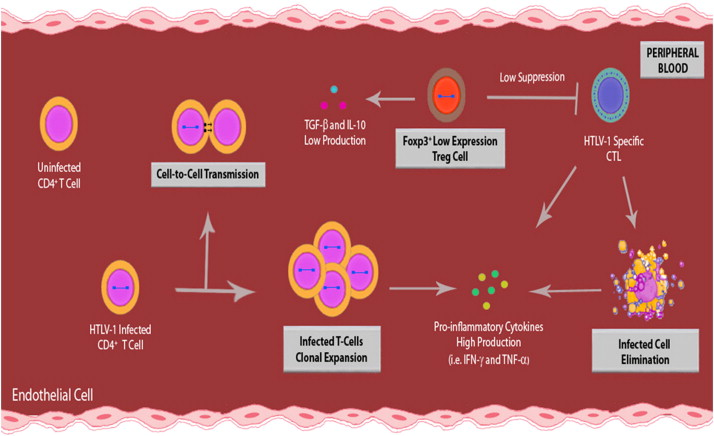 PERIPHERAL
BLOOD
Low Suppression
TGF-β and IL-10
Low Production
Foxp3⁺ Low Expression
Treg Cell
HTLV-1 Specific
CTL
Uninfected
CD4⁺ T Cell
Cell-to-Cell Transmission
HTLV-1 Infected
CD4⁺ T Cell
Infected T-Cells
Clonal Expansion
Pro-inflammatory Cytokines
High Production
(i.e. IFN-γ and TNF-α)
Infected Cell
Elimination
Endothelial Cell